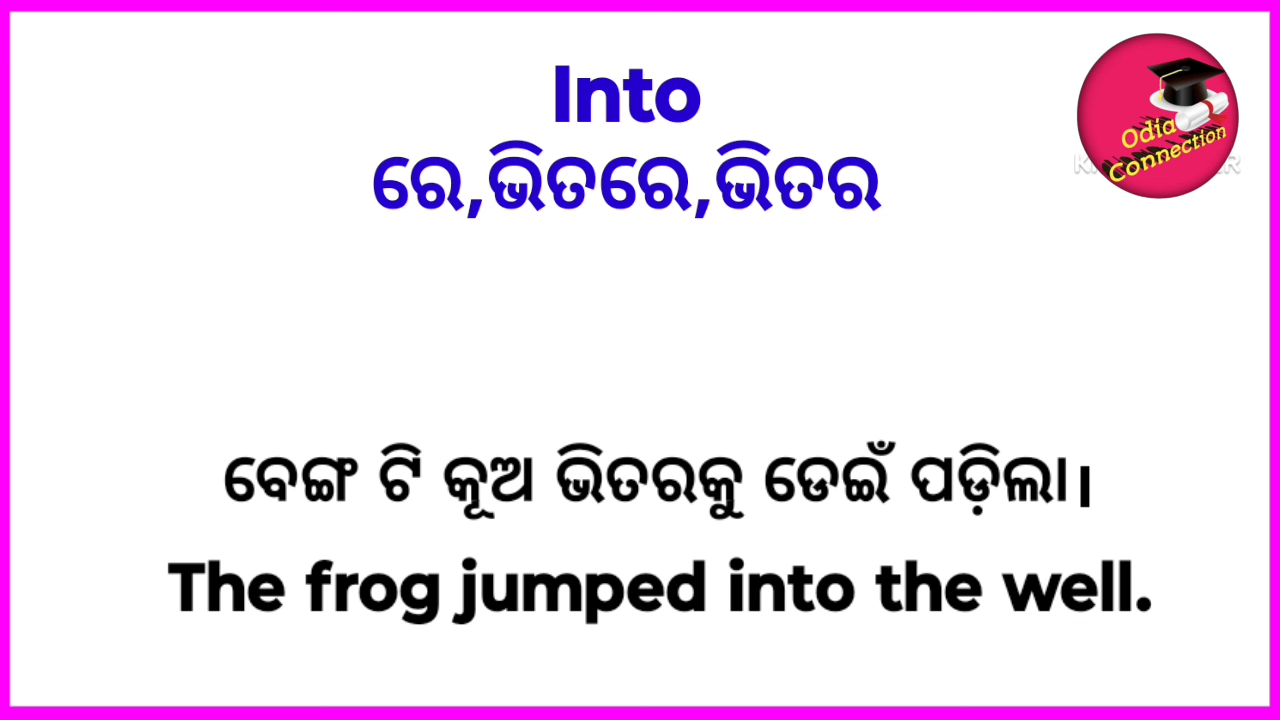 Into
ରେ,ଭିତରେ,ଭିତର
Odia
Connection
ବେଙ୍ଗ ଟି କୂଅ ଭିତରକୁ ଡେଇଁ ପଡ଼ିଲା।
The frog jumped into the well.